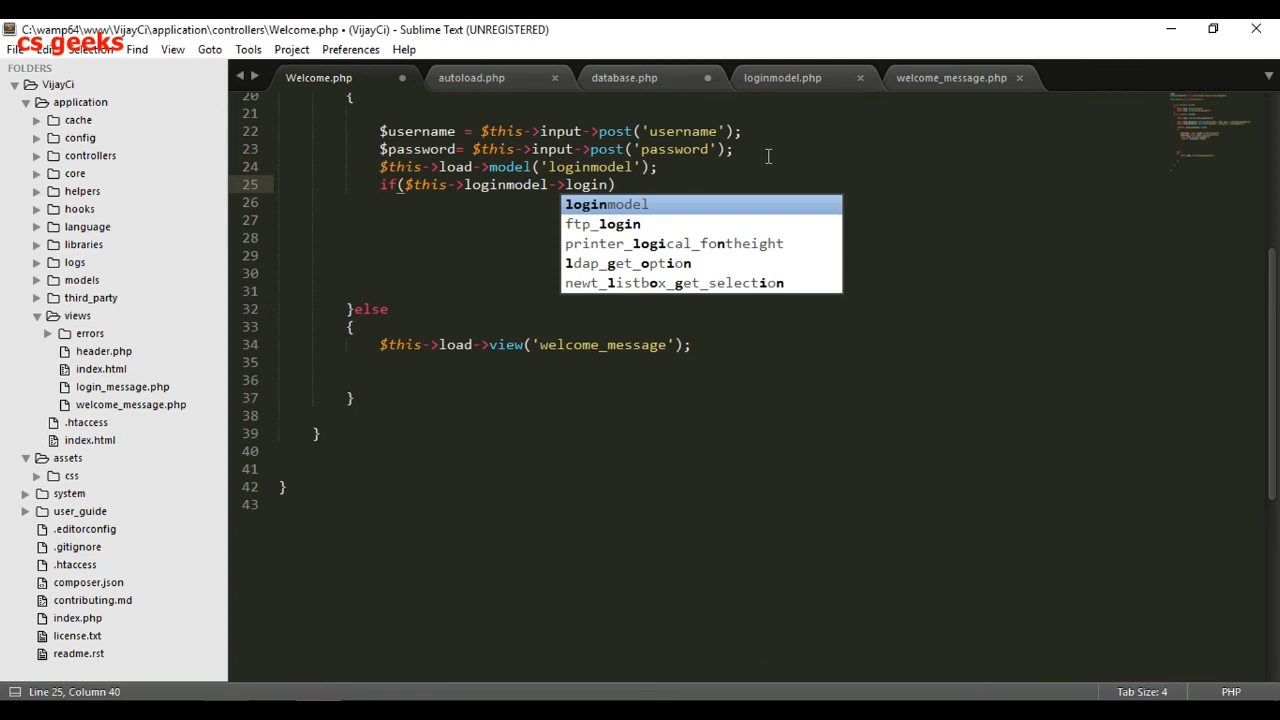 C:\wamp64\www\VijayCi\application\controllers\Welcome.php • (VijayCi) - Sublime Text (UNREGISTERED)
cs geeks
File Edit Selection Find View Goto Tools Project Preferences Help
FOLDERS
VijayCi
application
cache
config
controllers
core
helpers
hooks
language
libraries
logs
models
third_party
views
errors
header.php
index.html
login_message.php
welcome_message.php
.htaccess
index.html
assets
css
system
user_guide
.editorconfig
.gitignore
.htaccess
composer.json
contributing.md
index.php
license.txt
readme.rst
Welcome.php autoload.php database.php loginmodel.php welcome_message.php
20 {
21
22 $username = $this->input->post('username');
23 $password= $this->input->post('password');
24 $this->load->model('loginmodel');
25 if($this->loginmodel->login)
26 loginmodel
27 ftp_login
28 printer_logical_fontheight
29 ldap_get_option
30 newt_listbox_get_selection
31
32 }else
33 {
34 $this->load->view('welcome_message');
35
36
37 }
38
39 }
40
41
42 }
43
Line 25, Column 40 Tab Size: 4 PHP